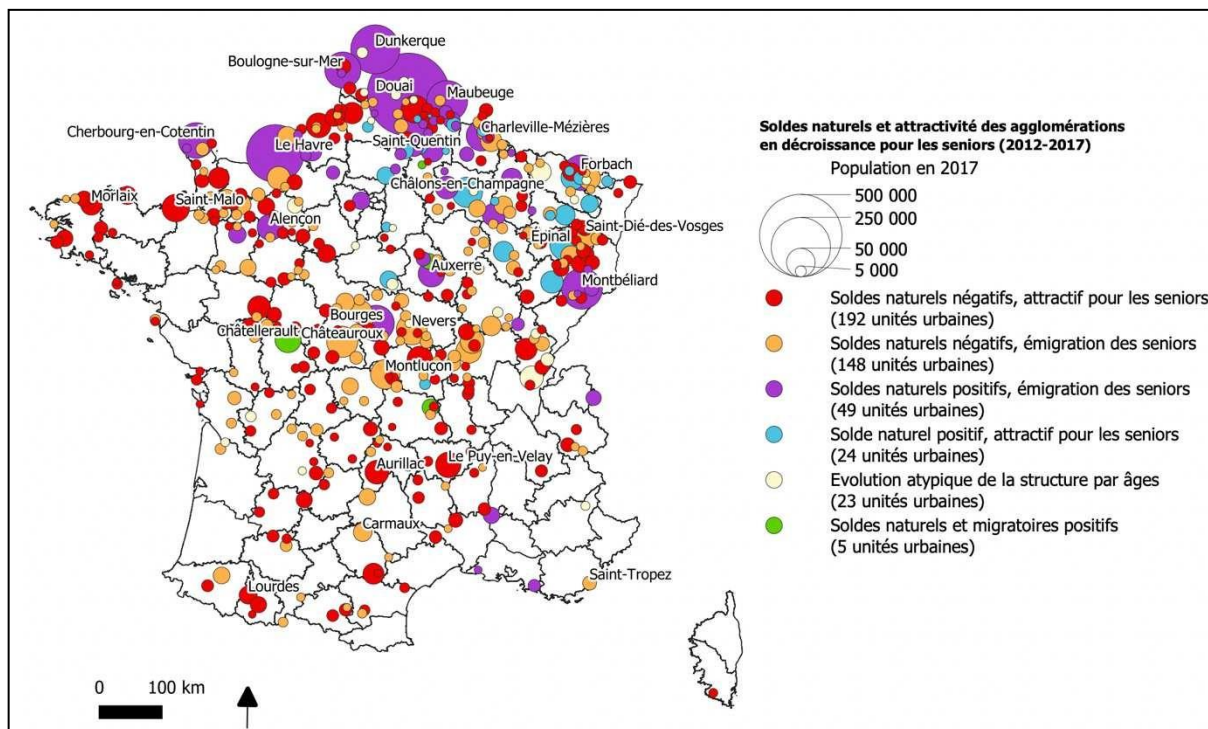 Dunkerque
Boulogne-sur-Mer
Douai
Maubeuge
Cherbourg-en-Cotentin
Charleville-Mézières
Le Havre
Saint-Quentin
Forbach
Châlons-en-Champagne
Morlaix
Saint-Malo
Alençon
Saint-Dié-des-Vosges
Épinal
Auxerre
Montbéliard
Bourges
Nevers
Châtellerault
Châteauroux
Montluçon
Aurillac
Le Puy-en-Velay
Carmaux
Saint-Tropez
Lourdes
0 100 km
Soldes naturels et attractivité des agglomérations
en décroissance pour les seniors (2012-2017)
Population en 2017
500 000
250 000
50 000
5 000
Soldes naturels négatifs, attractif pour les seniors
(192 unités urbaines)
Soldes naturels négatifs, émigration des seniors
(148 unités urbaines)
Soldes naturels positifs, émigration des seniors
(49 unités urbaines)
Solde naturel positif, attractif pour les seniors
(24 unités urbaines)
Evolution atypique de la structure par âges
(23 unités urbaines)
Soldes naturels et migratoires positifs
(5 unités urbaines)